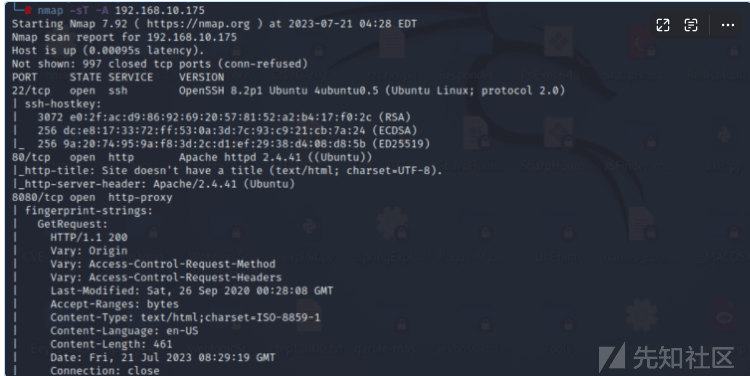 └─# nmap -sT -A 192.168.10.175
Starting Nmap 7.92 ( https://nmap.org ) at 2023-07-21 04:28 EDT
Nmap scan report for 192.168.10.175
Host is up (0.00095s latency).
Not shown: 997 closed tcp ports (conn-refused)
PORT     STATE SERVICE    VERSION
22/tcp   open  ssh        OpenSSH 8.2p1 Ubuntu 4ubuntu0.5 (Ubuntu Linux; protocol 2.0)
| ssh-hostkey:
|   3072 e0:2f:ac:d9:86:92:69:20:57:81:52:a2:b4:17:f0:2c (RSA)
|   256 dc:e8:17:33:72:ff:53:0a:3d:7c:93:c9:21:cb:7a:24 (ECDSA)
|_  256 9a:20:74:95:9a:f8:3d:2c:d1:ef:29:38:d4:08:d8:5b (ED25519)
80/tcp   open  http       Apache httpd 2.4.41 ((Ubuntu))
|_http-title: Site doesn't have a title (text/html; charset=UTF-8).
|_http-server-header: Apache/2.4.41 (Ubuntu)
8080/tcp open  http-proxy
| fingerprint-strings:
|   GetRequest:
|     HTTP/1.1 200
|     Vary: Origin
|     Vary: Access-Control-Request-Method
|     Vary: Access-Control-Request-Headers
|     Last-Modified: Sat, 26 Sep 2020 00:28:08 GMT
|     Accept-Ranges: bytes
|     Content-Type: text/html;charset=ISO-8859-1
|     Content-Language: en-US
|     Content-Length: 461
|     Date: Fri, 21 Jul 2023 08:29:19 GMT
|     Connection: close
先知社区